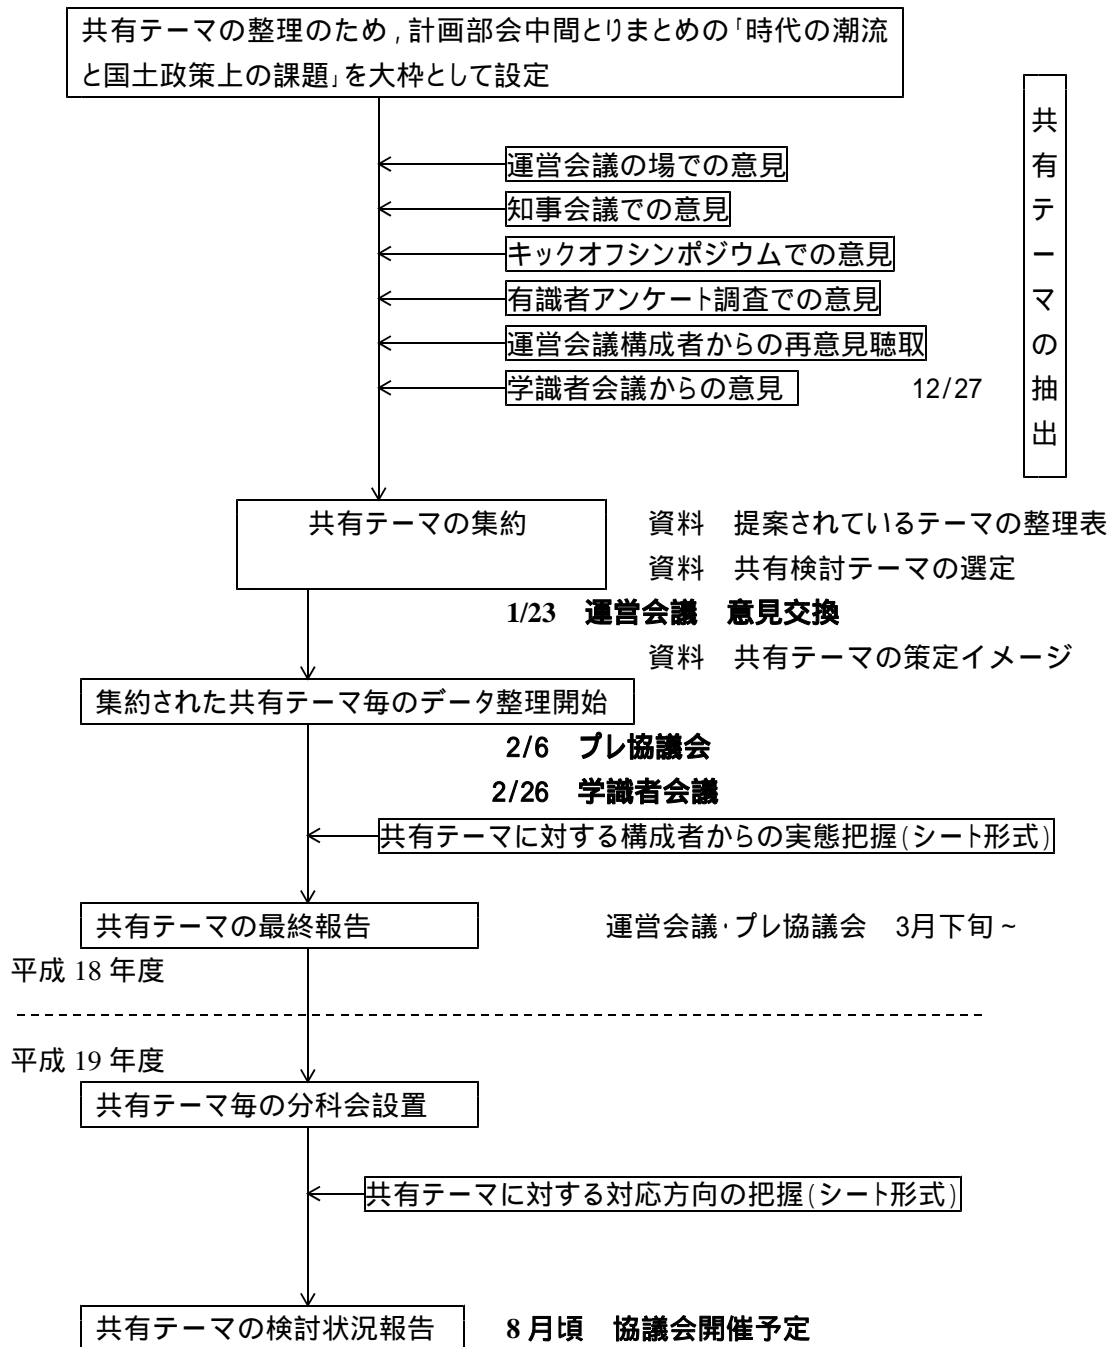 共有テーマの整理のため,計画部会中間とりまとめの「時代の潮流
と国土政策上の課題」を大枠として設定
共有テーマの抽出
運営会議の場での意見
知事会議での意見
キックオフシンポジウムでの意見
有識者アンケート調査での意見
運営会議構成者からの再意見聴取
学識者会議からの意見 12/27
共有テーマの集約 資料 提案されているテーマの整理表
資料 共有検討テーマの選定
1/23 運営会議 意見交換
資料 共有テーマの策定イメージ
集約された共有テーマ毎のデータ整理開始
2/6 プレ協議会
2/26 学識者会議
共有テーマに対する構成者からの実態把握(シート形式)
共有テーマの最終報告 運営会議・プレ協議会 3月下旬~
平成 18 年度
平成 19 年度
共有テーマ毎の分科会設置
共有テーマに対する対応方向の把握(シート形式)
共有テーマの検討状況報告 8 月頃 協議会開催予定